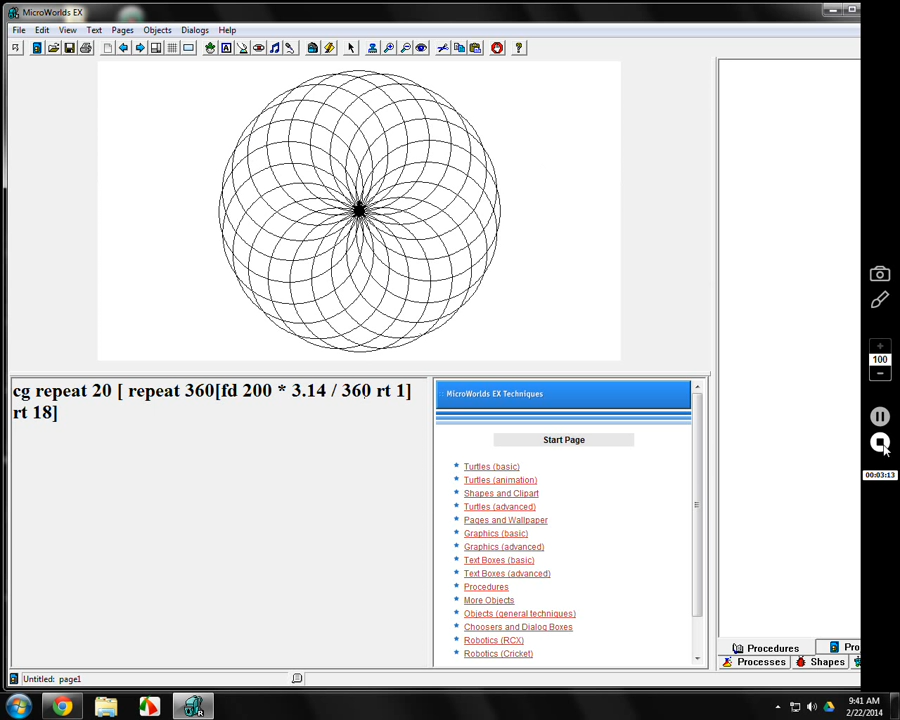 MicroWorlds EX
File Edit View Text Pages Objects Dialogs Help
cg repeat 20 [ repeat 360[fd 200 * 3.14 / 360 rt 1]
rt 18]
MicroWorlds EX Techniques
Start Page
Turtles (basic)
Turtles (animation)
Shapes and Clipart
Turtles (advanced)
Pages and Wallpaper
Graphics (basic)
Graphics (advanced)
Text Boxes (basic)
Text Boxes (advanced)
Procedures
More Objects
Objects (general techniques)
Choosers and Dialog Boxes
Robotics (RCX)
Robotics (Cricket)
Procedures Pro
Processes Shapes
Untitled: page1
+
100
−
00:03:13
9:41 AM
2/22/2014